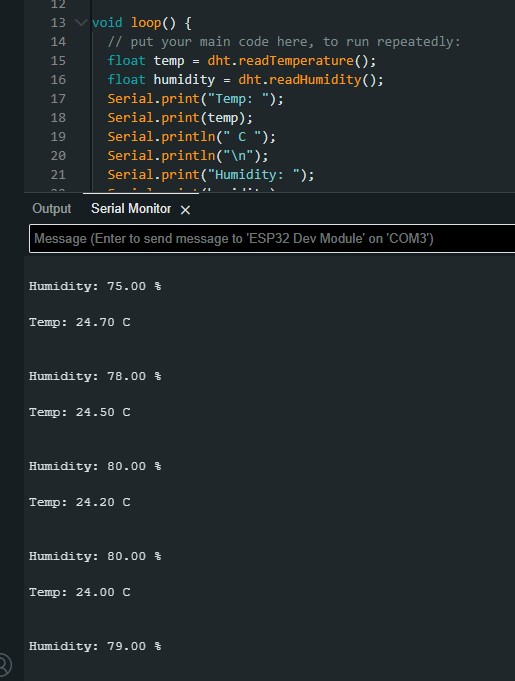 12
13 void loop() {
14 // put your main code here, to run repeatedly:
15 float temp = dht.readTemperature();
16 float humidity = dht.readHumidity();
17 Serial.print("Temp: ");
18 Serial.print(temp);
19 Serial.println(" C ");
20 Serial.println("\n");
21 Serial.print("Humidity: ");
Output Serial Monitor ×
Message (Enter to send message to 'ESP32 Dev Module' on 'COM3')
Humidity: 75.00 %
Temp: 24.70 C
Humidity: 78.00 %
Temp: 24.50 C
Humidity: 80.00 %
Temp: 24.20 C
Humidity: 80.00 %
Temp: 24.00 C
Humidity: 79.00 %